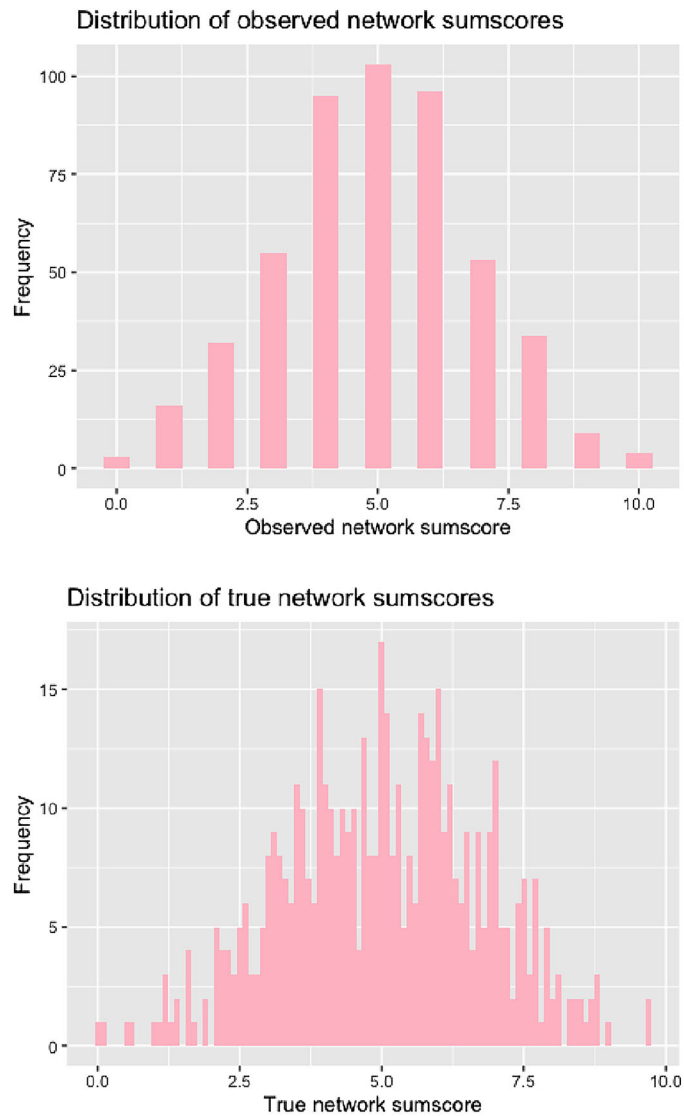 Distribution of observed network sumscores
100
75
50
25
0
Frequency
0.0 2.5 5.0 7.5 10.0
Observed network sumscore
Distribution of true network sumscores
15
10
5
0
Frequency
0.0 2.5 5.0 7.5 10.0
True network sumscore